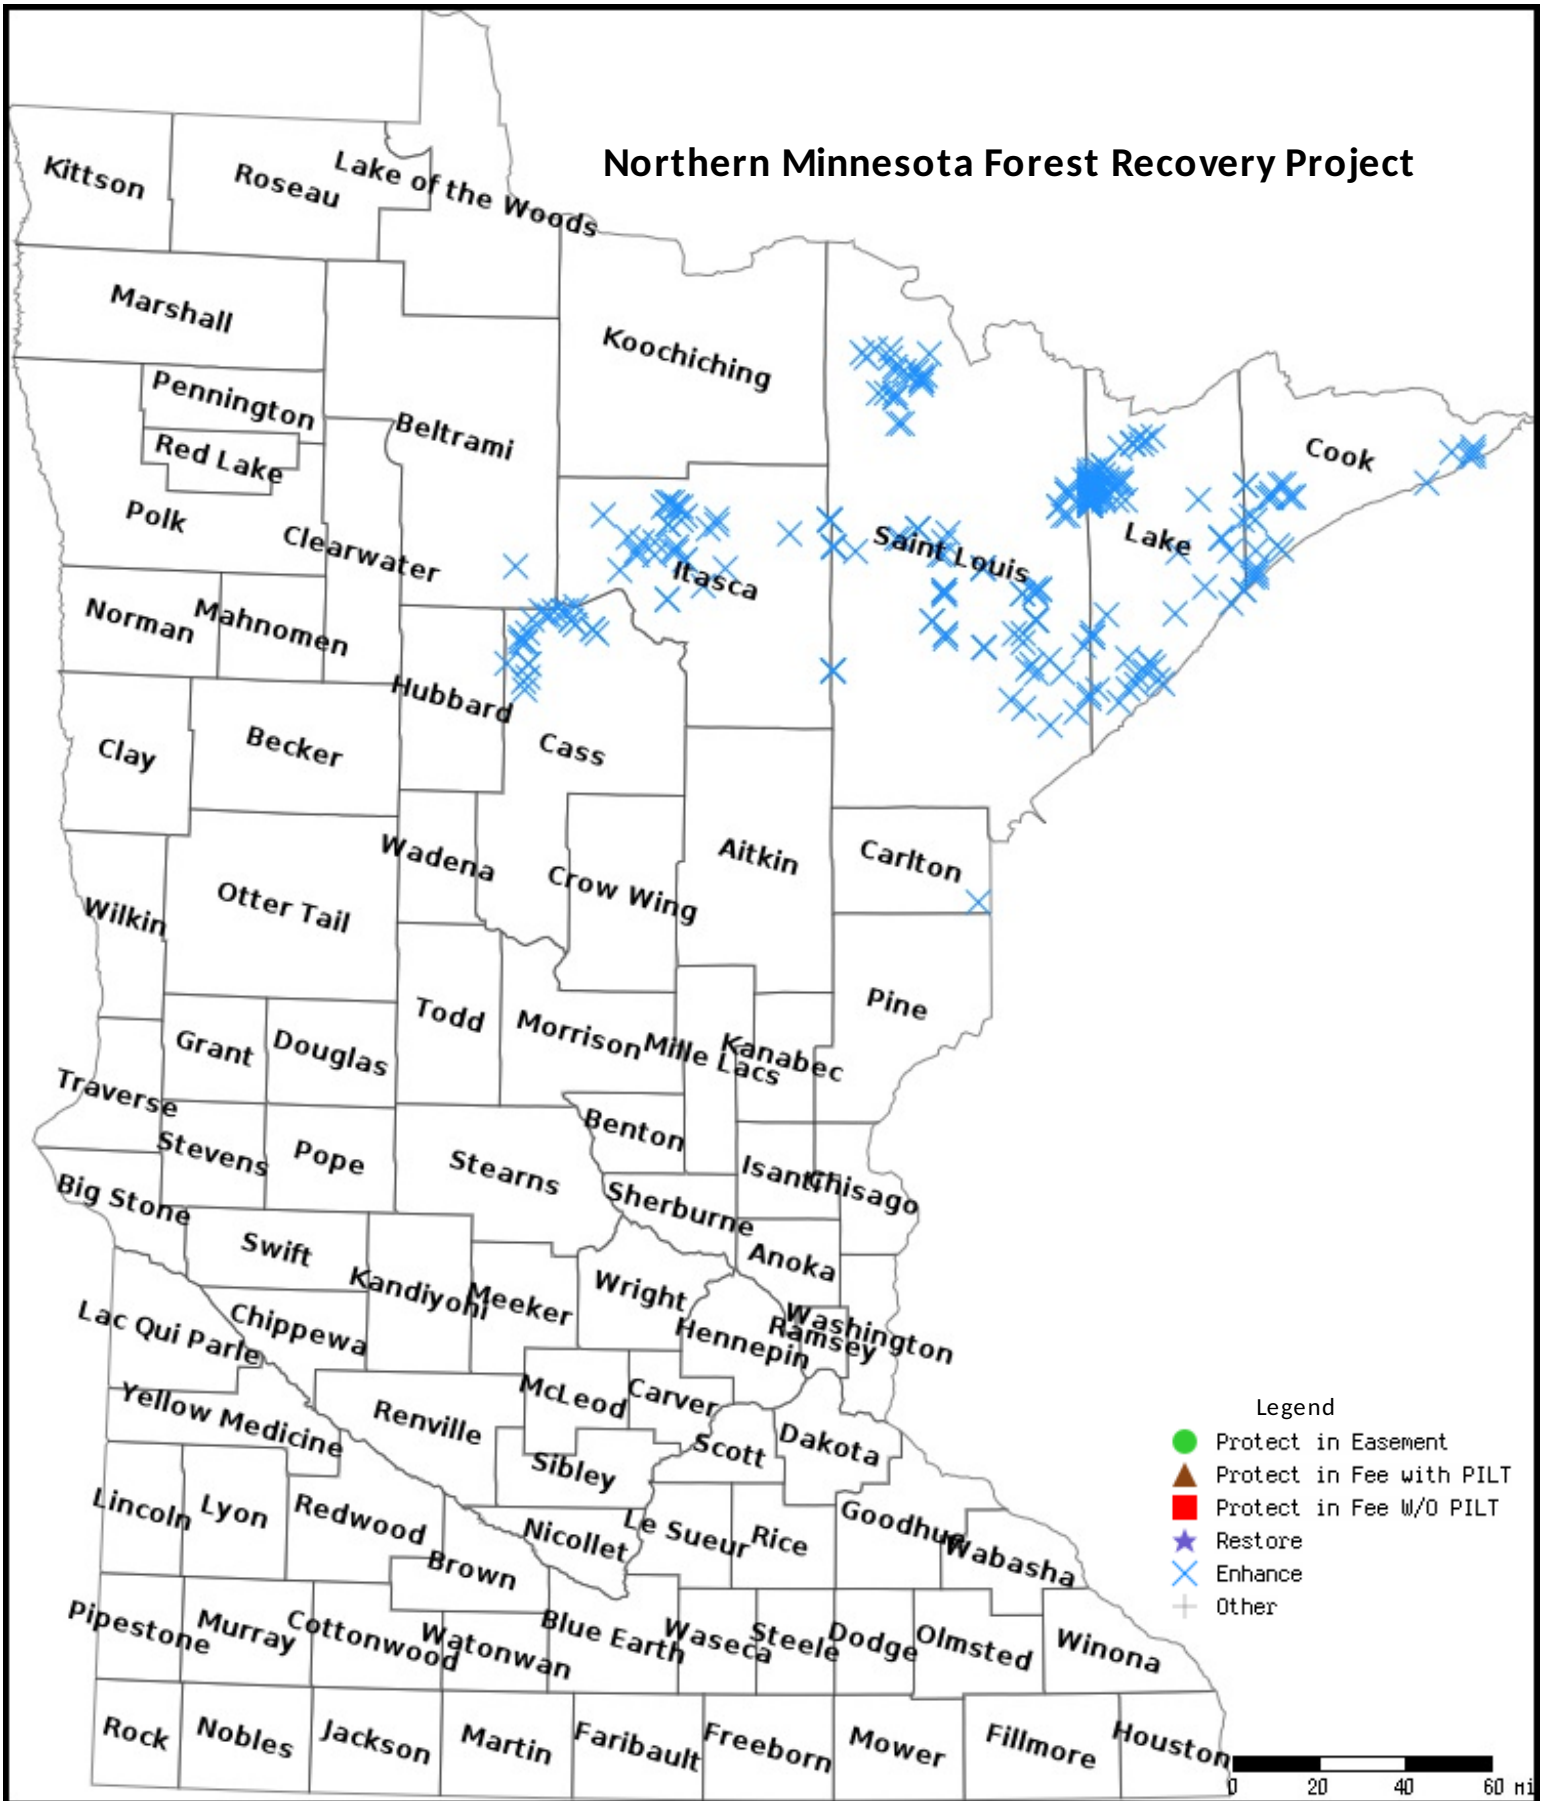 Northern Minnesota Forest Recovery Project
Kittson
Roseau
Lake of the Woods
Marshall
Koochiching
Pennington
Beltrami
Red Lake
Cook
Polk
Clearwater
Saint Louis
Lake
Itasca
Norman
Mahnomen
Hubbard
Clay
Becker
Cass
Wadena
Aitkin
Carlton
Crow Wing
Otter Tail
Wilkin
Pine
Todd
Morrison
Mille Lacs
Kanabec
Grant
Douglas
Traverse
Benton
Stevens
Pope
Stearns
Isanti
Chisago
Big Stone
Sherburne
Swift
Anoka
Kandiyohi
Meeker
Wright
Washington
Ramsey
Hennepin
Lac Qui Parle
Chippewa
McLeod
Carver
Yellow Medicine
Renville
Scott
Dakota
Sibley
Lincoln
Lyon
Redwood
Nicollet
Le Sueur
Rice
Goodhue
Wabasha
Brown
Pipestone
Murray
Cottonwood
Watonwan
Blue Earth
Waseca
Steele
Dodge
Olmsted
Winona
Rock
Nobles
Jackson
Martin
Faribault
Freeborn
Mower
Fillmore
Houston
Legend
Protect in Easement
Protect in Fee with PILT
Protect in Fee W/O PILT
Restore
Enhance
Other
0 20 40 60 mi